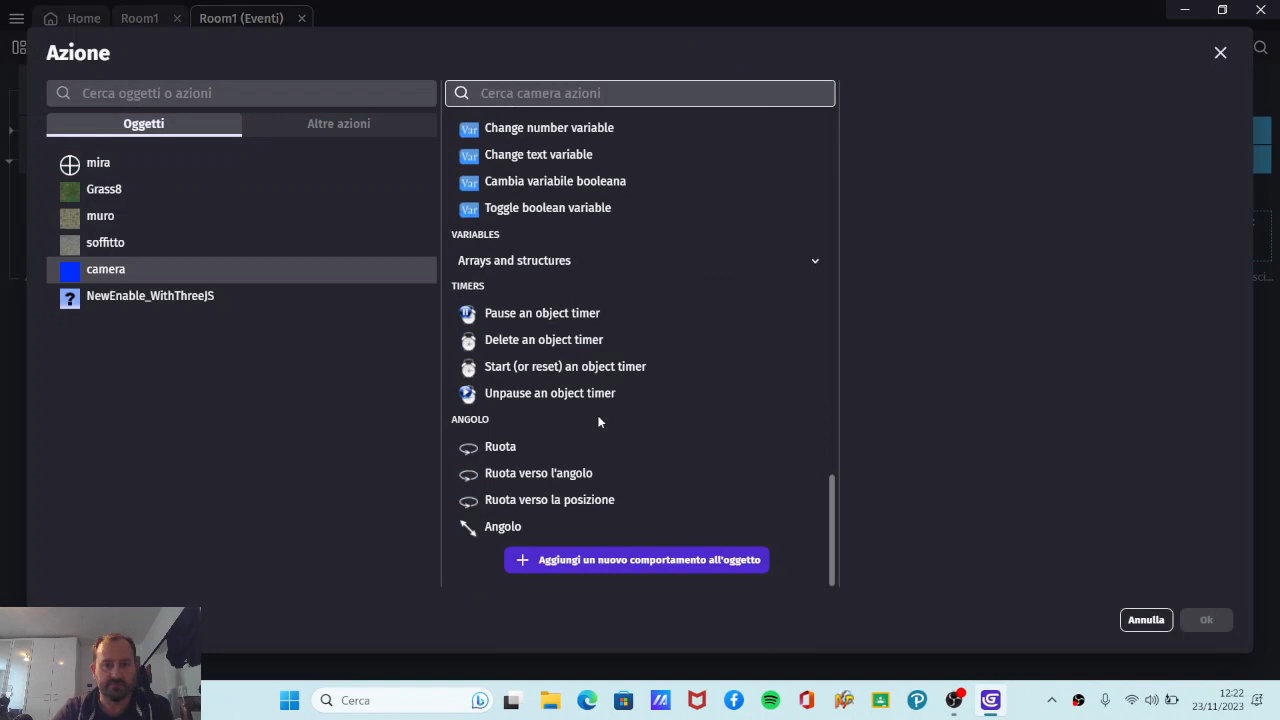 Home
Room1
Room1 (Eventi)
Azione
Cerca oggetti o azioni
Oggetti
Altre azioni
mira
Grass8
muro
soffitto
camera
? NewEnable_WithThreeJS
Cerca camera azioni
Var Change number variable
Var Change text variable
Var Cambia variabile booleana
Var Toggle boolean variable
VARIABLES
Arrays and structures
TIMERS
Pause an object timer
Delete an object timer
Start (or reset) an object timer
Unpause an object timer
ANGOLO
Ruota
Ruota verso l'angolo
Ruota verso la posizione
Angolo
+ Aggiungi un nuovo comportamento all'oggetto
Annulla
Ok
Cerca
12:22
23/11/2023